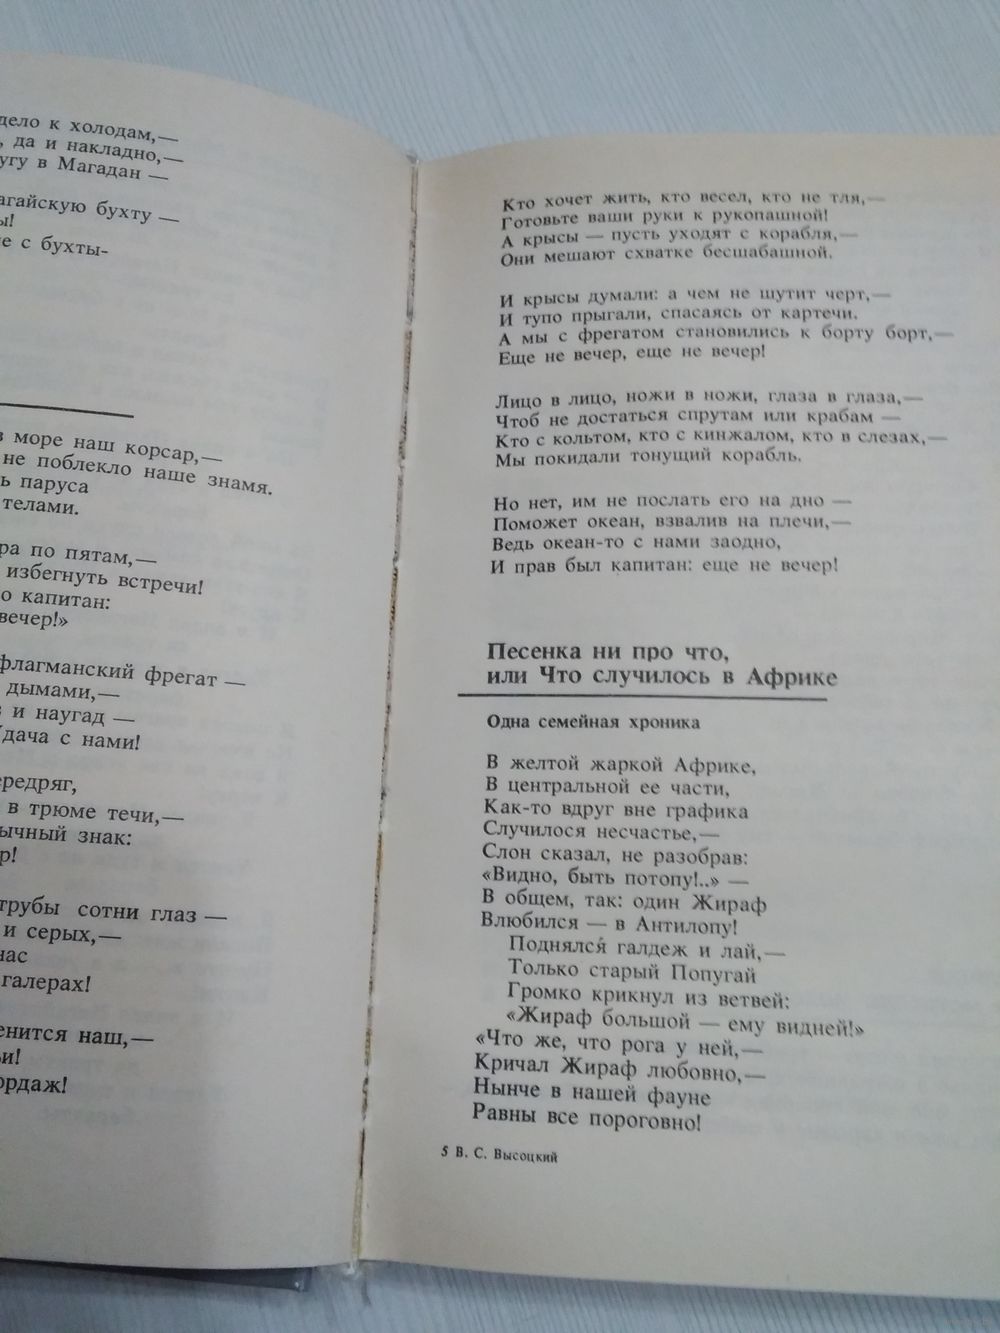 дело к холодам,—
, да и накладно,—
угу в Магадан —
агайскую бухту —
ы!
е с бухты-
в море наш корсар,—
не поблекло наше знамя.
ь паруса
телами.
ра по пятам,—
избегнуть встречи!
о капитан:
вечер!»
флагманский фрегат —
дымами,—
в и наугад —
Удача с нами!
ередряг,
в трюме течи,—
ычный знак:
р!
трубы сотни глаз —
и серых,—
нас
галерах!
енится наш,—
ьи!
ордаж!
Кто хочет жить, кто весел, кто не тля,—
Готовьте ваши руки к рукопашной!
А крысы — пусть уходят с корабля,—
Они мешают схватке бесшабашной.
И крысы думали: а чем не шутит черт,—
И тупо прыгали, спасаясь от картечи.
А мы с фрегатом становились к борту борт,—
Еще не вечер, еще не вечер!
Лицо в лицо, ножи в ножи, глаза в глаза,—
Чтоб не достаться спрутам или крабам —
Кто с кольтом, кто с кинжалом, кто в слезах,—
Мы покидали тонущий корабль.
Но нет, им не послать его на дно —
Поможет океан, взвалив на плечи,—
Ведь океан-то с нами заодно,
И прав был капитан: еще не вечер!
Песенка ни про что,
или Что случилось в Африке
Одна семейная хроника
В желтой жаркой Африке,
В центральной ее части,
Как-то вдруг вне графика
Случилося несчастье,—
Слон сказал, не разобрав:
«Видно, быть потопу!..» —
В общем, так: один Жираф
Влюбился — в Антилопу!
Поднялся́ галдеж и лай,—
Только старый Попугай
Громко крикнул из ветвей:
«Жираф большой — ему видней!»
«Что же, что рога у ней,—
Кричал Жираф любовно,—
Нынче в нашей фауне
Равны все пороговно!
5 В. С. Высоцкий